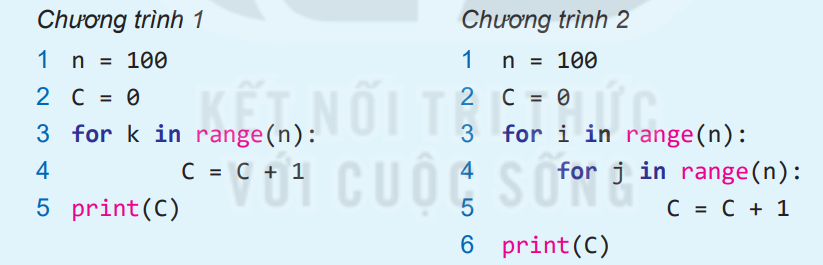 Chương trình 1
1 n = 100
2 C = 0
3 for k in range(n):
4 C = C + 1
5 print(C)
Chương trình 2
1 n = 100
2 C = 0
3 for i in range(n):
4 for j in range(n):
5 C = C + 1
6 print(C)
KẾT NỐI TRI THỨC
VỚI CUỘC SỐNG